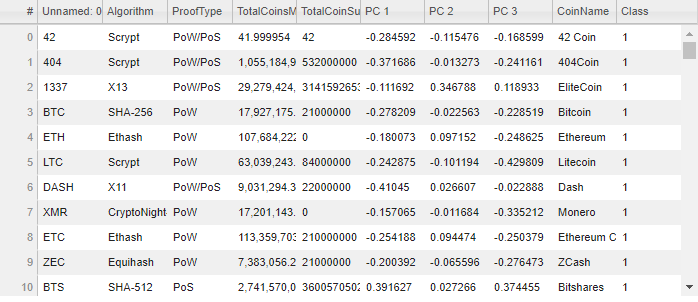 # Unnamed: 0 Algorithm ProofType TotalCoinsM TotalCoinSu PC 1 PC 2 PC 3 CoinName Class
0 42 Scrypt PoW/PoS 41.999954 42 -0.284592 -0.115476 -0.168599 42 Coin 1
1 404 Scrypt PoW/PoS 1,055,184,9 532000000 -0.371686 -0.013273 -0.241161 404Coin 1
2 1337 X13 PoW/PoS 29,279,424, 3141592653 -0.111692 0.346788 0.118933 EliteCoin 1
3 BTC SHA-256 PoW 17,927,175. 21000000 -0.278209 -0.022563 -0.228519 Bitcoin 1
4 ETH Ethash PoW 107,684,222 0 -0.180073 0.097152 -0.248625 Ethereum 1
5 LTC Scrypt PoW 63,039,243. 84000000 -0.242875 -0.101194 -0.429809 Litecoin 1
6 DASH X11 PoW/PoS 9,031,294.3 22000000 -0.41045 0.026607 -0.022888 Dash 1
7 XMR CryptoNight- PoW 17,201,143. 0 -0.157065 -0.011684 -0.335212 Monero 1
8 ETC Ethash PoW 113,359,703 210000000 -0.254188 0.094474 -0.250379 Ethereum C 1
9 ZEC Equihash PoW 7,383,056.2 21000000 -0.200392 -0.065596 -0.276473 ZCash 1
10 BTS SHA-512 PoS 2,741,570,0 3600570502 0.391627 0.027266 0.374455 Bitshares 1